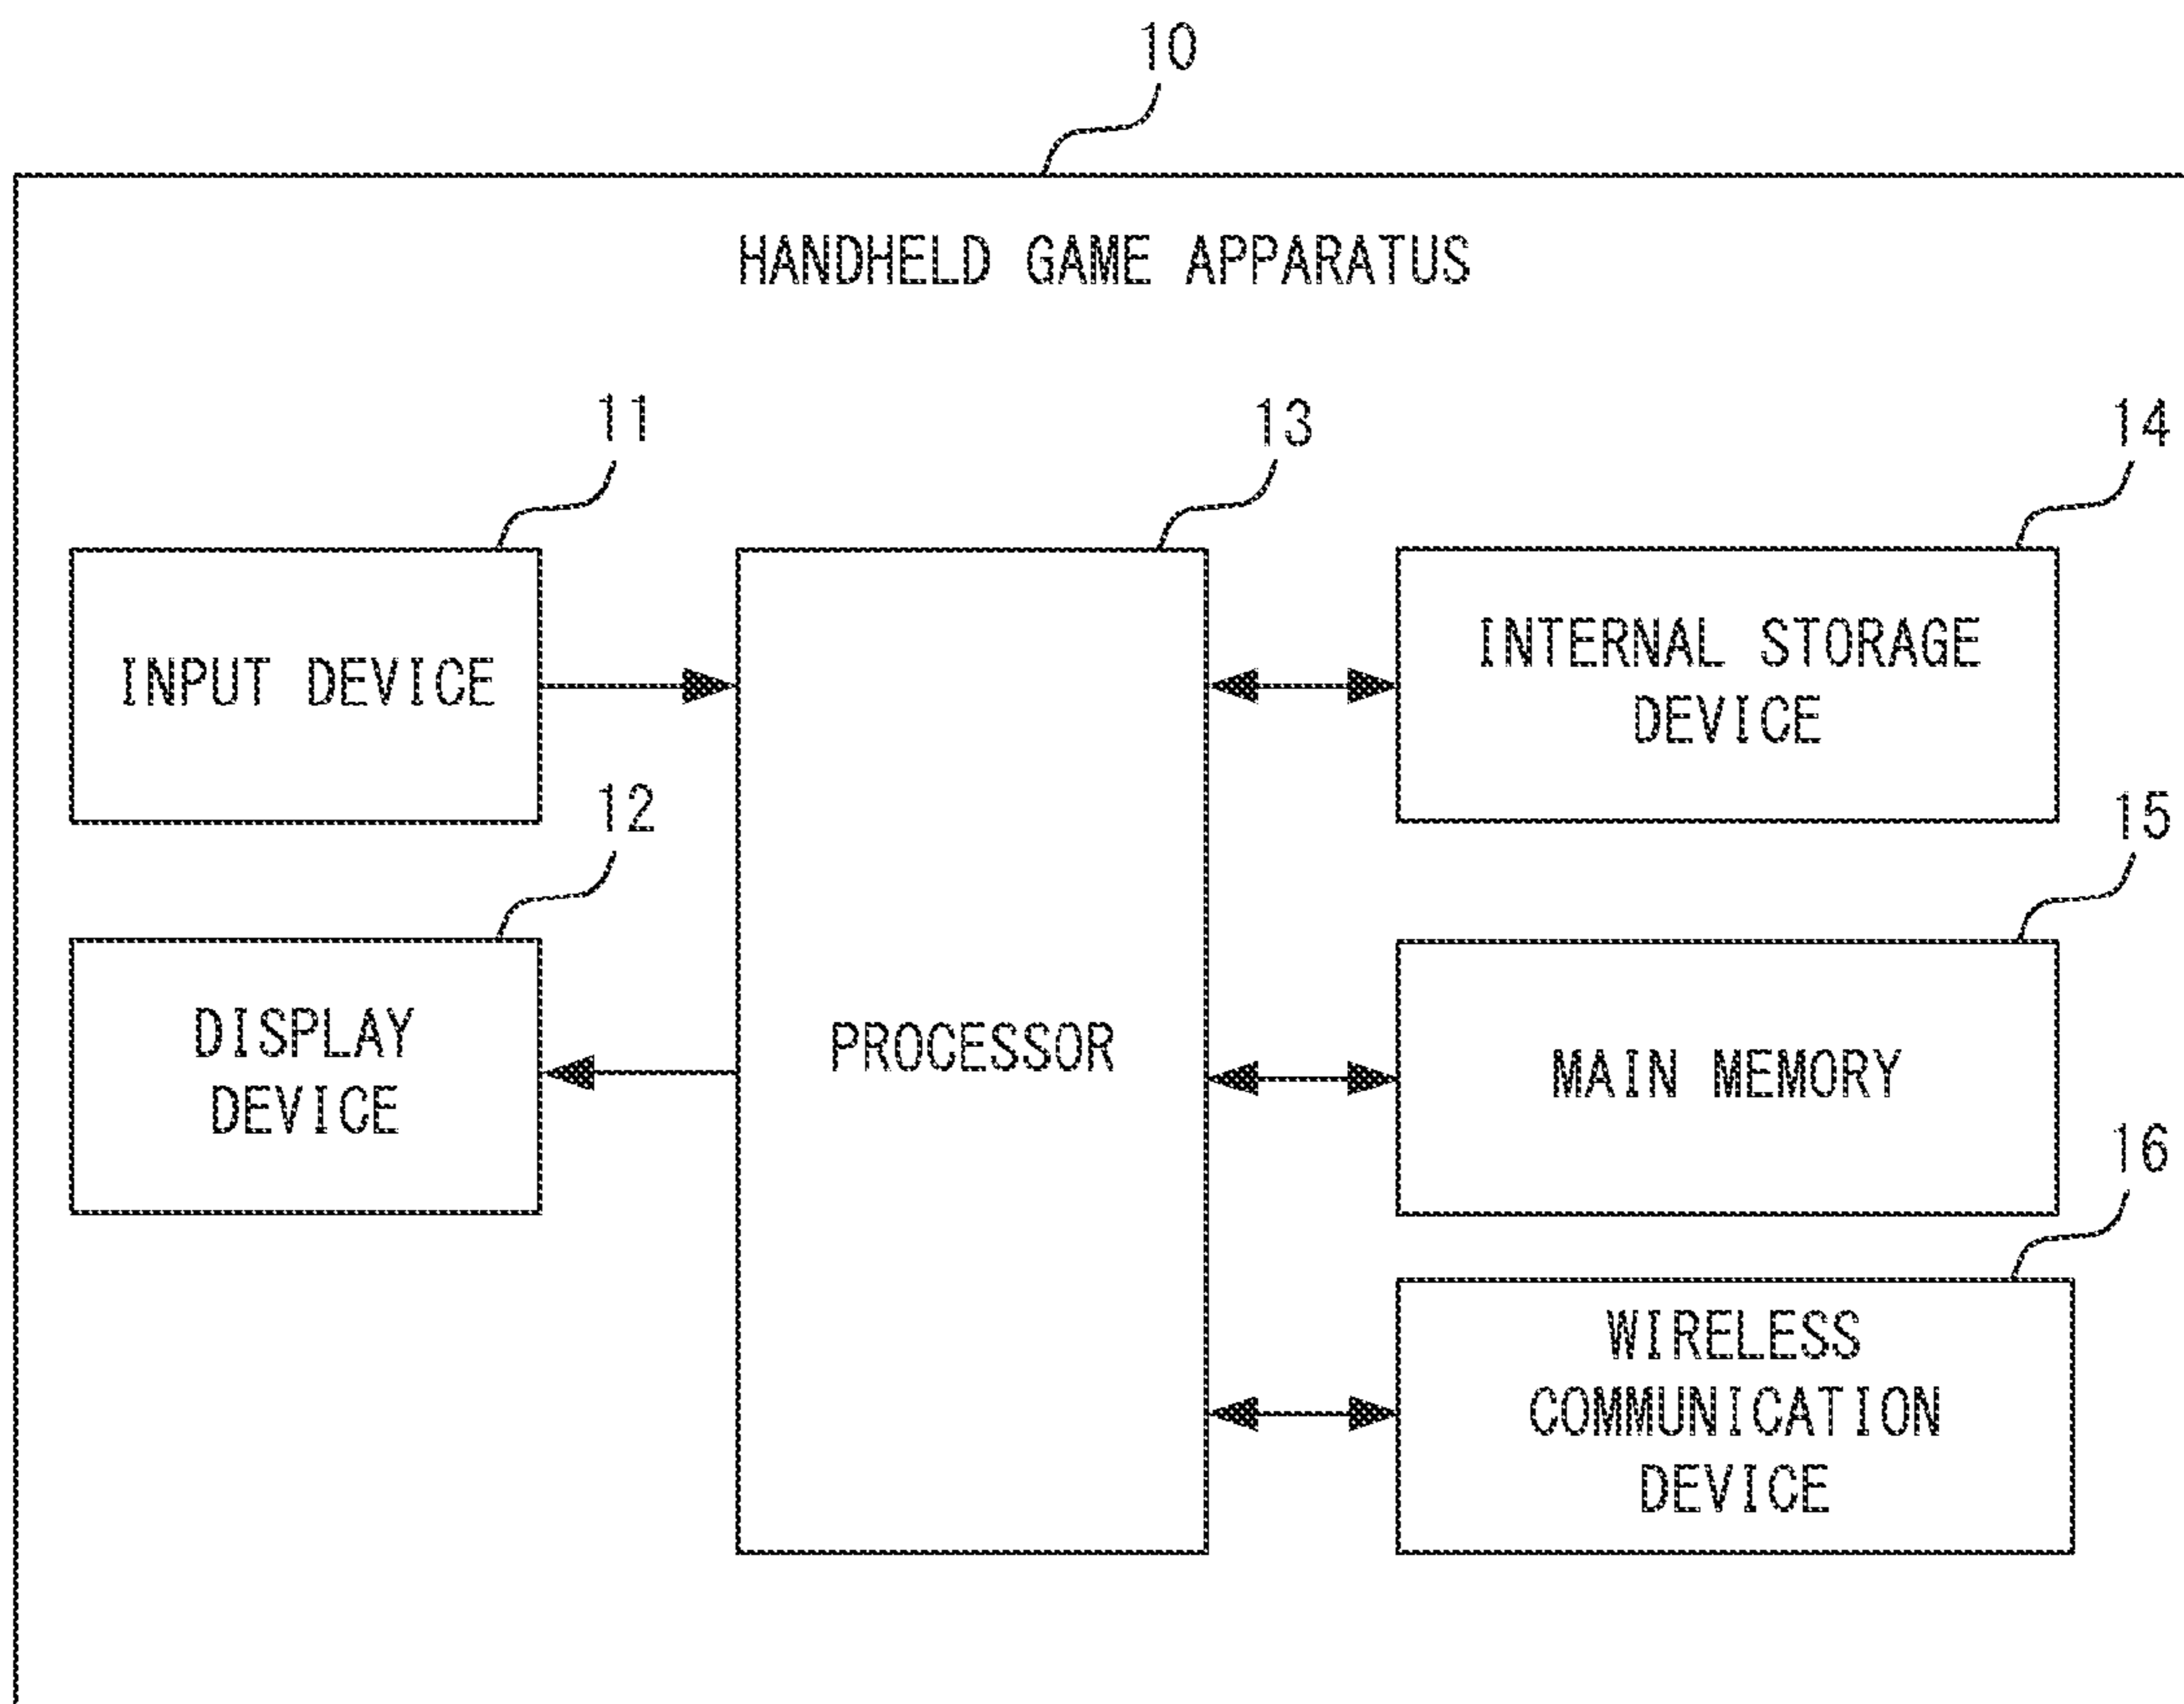 10
HANDHELD GAME APPARATUS
11
13
14
INPUT DEVICE
INTERNAL STORAGE
DEVICE
12
15
DISPLAY
DEVICE
PROCESSOR
MAIN MEMORY
16
WIRELESS
COMMUNICATION
DEVICE